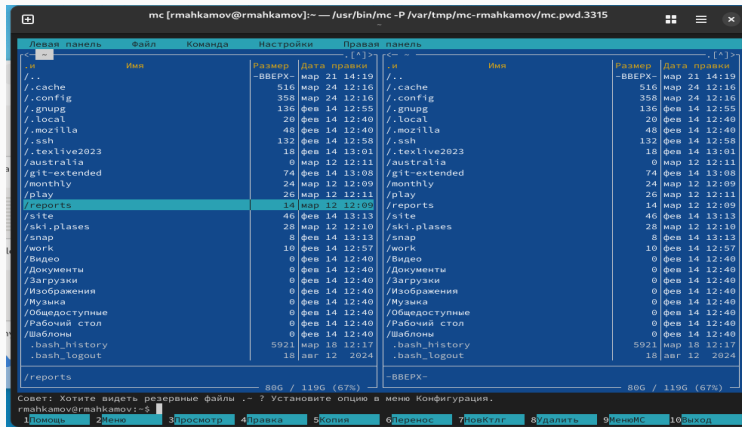 mc [rmahkamov@rmahkamov]:~ — /usr/bin/mc -P /var/tmp/mc-rmahkamov/mc.pwd.3315
Левая панель Файл Команда Настройки Правая панель
<— ~ —.[^]> <— ~ —.[^]>
.и Имя Размер Дата правки .и Имя Размер Дата правки
/.. -ВВЕРХ- мар 21 14:19 /.. -ВВЕРХ- мар 21 14:19
/.cache 516 мар 24 12:16 /.cache 516 мар 24 12:16
/.config 358 мар 24 12:16 /.config 358 мар 24 12:16
/.gnupg 136 фев 14 12:55 /.gnupg 136 фев 14 12:55
/.local 20 фев 14 12:40 /.local 20 фев 14 12:40
/.mozilla 48 фев 14 12:40 /.mozilla 48 фев 14 12:40
/.ssh 132 фев 14 12:58 /.ssh 132 фев 14 12:58
/.texlive2023 18 фев 14 13:01 /.texlive2023 18 фев 14 13:01
/australia 0 мар 12 12:11 /australia 0 мар 12 12:11
/git-extended 74 фев 14 13:08 /git-extended 74 фев 14 13:08
/monthly 24 мар 12 12:09 /monthly 24 мар 12 12:09
/play 26 мар 12 12:11 /play 26 мар 12 12:11
/reports 14 мар 12 12:09 /reports 14 мар 12 12:09
/site 46 фев 14 13:13 /site 46 фев 14 13:13
/ski.plases 28 мар 12 12:10 /ski.plases 28 мар 12 12:10
/snap 8 фев 14 13:13 /snap 8 фев 14 13:13
/work 10 фев 14 12:57 /work 10 фев 14 12:57
/Видео 0 фев 14 12:40 /Видео 0 фев 14 12:40
/Документы 0 фев 14 12:40 /Документы 0 фев 14 12:40
/Загрузки 0 фев 14 12:40 /Загрузки 0 фев 14 12:40
/Изображения 0 фев 14 12:40 /Изображения 0 фев 14 12:40
/Музыка 0 фев 14 12:40 /Музыка 0 фев 14 12:40
/Общедоступные 0 фев 14 12:40 /Общедоступные 0 фев 14 12:40
/Рабочий стол 0 фев 14 12:40 /Рабочий стол 0 фев 14 12:40
/Шаблоны 0 фев 14 12:40 /Шаблоны 0 фев 14 12:40
.bash_history 5921 мар 18 12:17 .bash_history 5921 мар 18 12:17
.bash_logout 18 авг 12 2024 .bash_logout 18 авг 12 2024
/reports -ВВЕРХ-
80G / 119G (67%) 80G / 119G (67%)
Совет: Хотите видеть резервные файлы .~ ? Установите опцию в меню Конфигурация.
rmahkamov@rmahkamov:~$
1Помощь 2Меню 3Просмотр 4Правка 5Копия 6Перенос 7НовКтлг 8Удалить 9МенюMC 10Выход